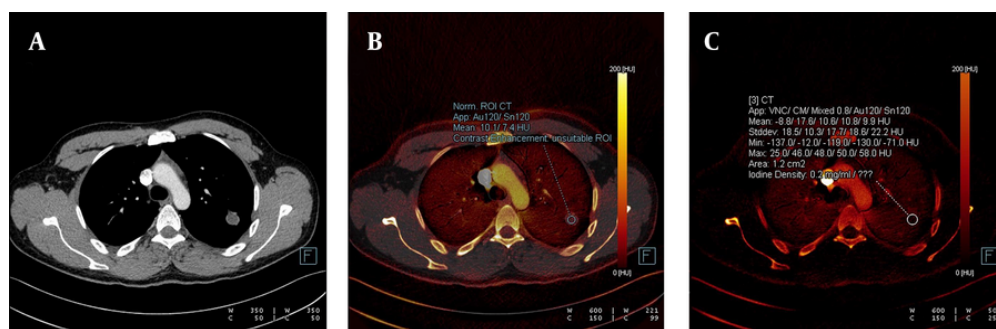 A
F
W 350 | W 350
C 50 | C 50
B
200 [HU]
Norm. ROI CT
App: Au120/ Sn120
Mean: 10.1/ 7.4 HU
Contrast Enhancement: unsuitable ROI
0 [HU]
F
W 600 | W 221
C 150 | C 99
C
200 [HU]
[3] CT
App: VNC/ CM/ Mixed 0.8/ Au120/ Sn120
Mean: -8.8/ 17.6/ 10.6/ 10.8/ 9.9 HU
Stddev: 18.5/ 10.3/ 17.7/ 18.6/ 22.2 HU
Min: -137.0/ -12.0/ -119.0/ -130.0/ -71.0 HU
Max: 25.0/ 46.0/ 48.0/ 50.0/ 58.0 HU
Area: 1.2 cm2
Iodine Density: 0.2 mg/ml / ???
0 [HU]
F
W 600 | W
C 150 | C